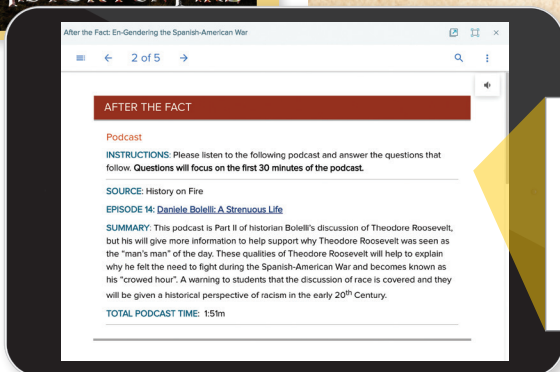 After the Fact: En-Gendering the Spanish-American War
2 of 5
AFTER THE FACT
Podcast
INSTRUCTIONS: Please listen to the following podcast and answer the questions that
follow. Questions will focus on the first 30 minutes of the podcast.
SOURCE: History on Fire
EPISODE 14: Daniele Bolelli: A Strenuous Life
SUMMARY: This podcast is Part II of historian Bolelli's discussion of Theodore Roosevelt,
but his will give more information to help support why Theodore Roosevelt was seen as
the "man's man" of the day. These qualities of Theodore Roosevelt will help to explain
why he felt the need to fight during the Spanish-American War and becomes known as
his "crowed hour". A warning to students that the discussion of race is covered and they
will be given a historical perspective of racism in the early 20th Century.
TOTAL PODCAST TIME: 1:51m